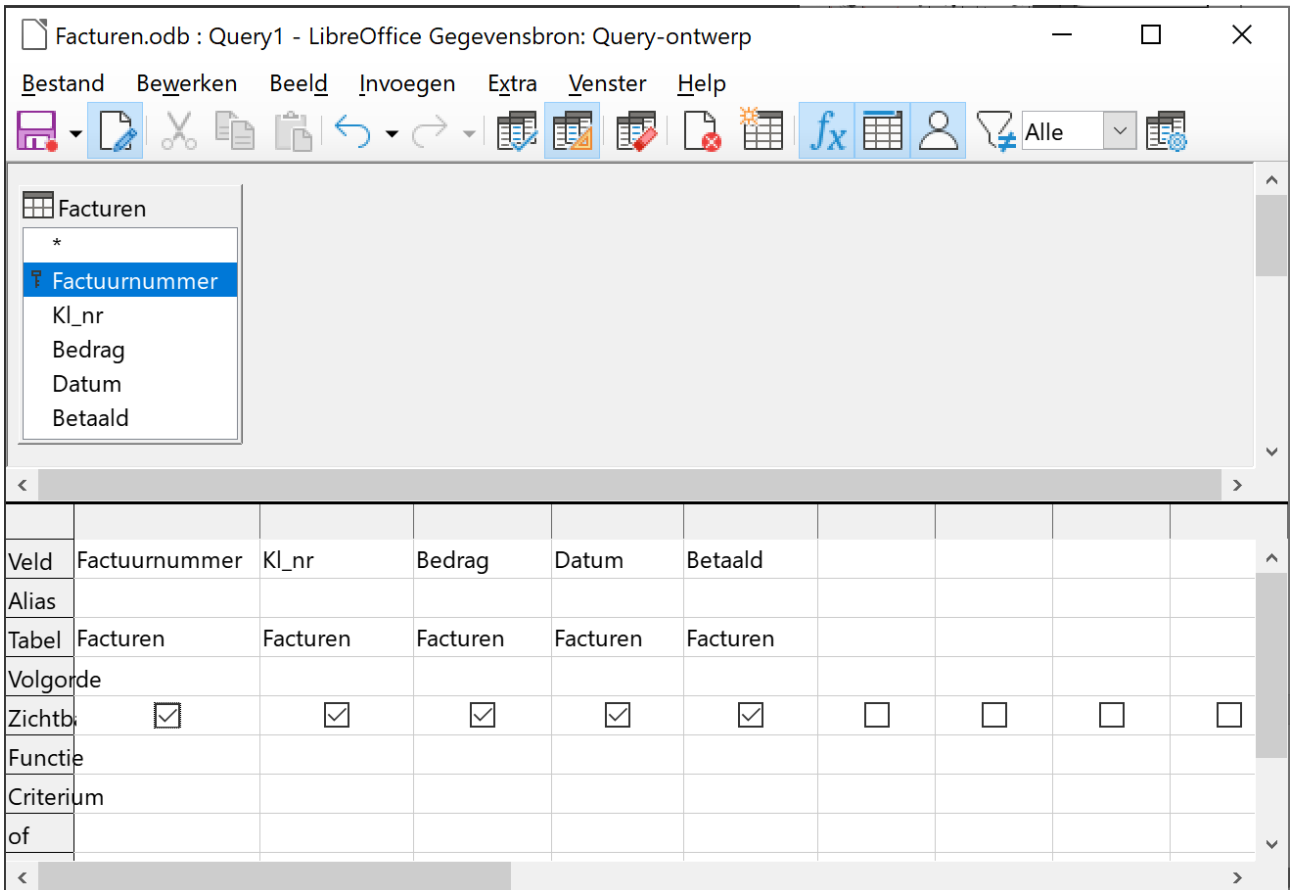 Facturen.odb : Query1 - LibreOffice Gegevensbron: Query-ontwerp
Bestand Bewerken Beeld Invoegen Extra Venster Help
fx Alle
Facturen
*
Factuurnummer
Kl_nr
Bedrag
Datum
Betaald
Veld Factuurnummer Kl_nr Bedrag Datum Betaald
Alias
Tabel Facturen Facturen Facturen Facturen Facturen
Volgorde
Zichtba
Functie
Criterium
of